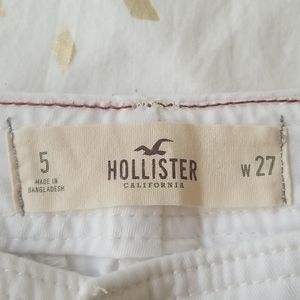 5
MADE IN
BANGLADESH
HOLLISTER
CALIFORNIA
W 27